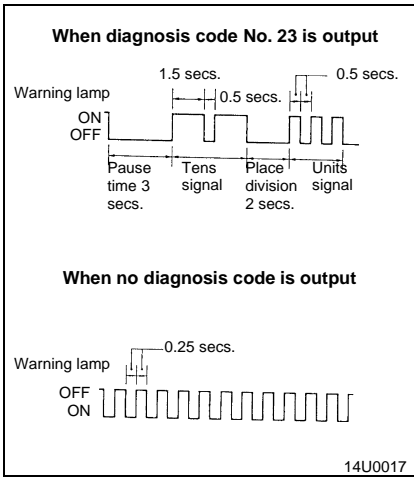 When diagnosis code No. 23 is output
1.5 secs.
0.5 secs.
0.5 secs.
Warning lamp
ON
OFF
Pause time 3 secs.
Tens signal
Place division 2 secs.
Units signal
When no diagnosis code is output
0.25 secs.
Warning lamp
OFF
ON
14U0017